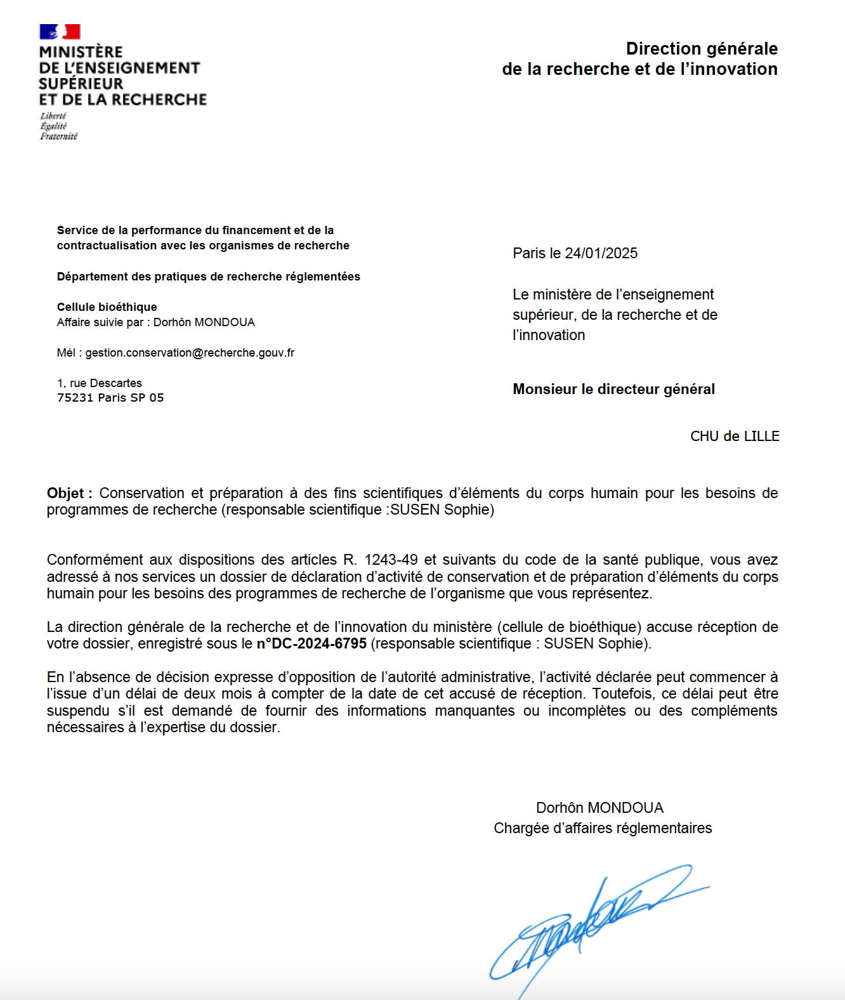 MINISTÈRE
DE L'ENSEIGNEMENT
SUPÉRIEUR
ET DE LA RECHERCHE
Liberté
Égalité
Fraternité
Direction générale
de la recherche et de l'innovation
Service de la performance du financement et de la
contractualisation avec les organismes de recherche
Département des pratiques de recherche réglementées
Cellule bioéthique
Affaire suivie par : Dorhôn MONDOUA
Mél : gestion.conservation@recherche.gouv.fr
1, rue Descartes
75231 Paris SP 05
Paris le 24/01/2025
Le ministère de l'enseignement
supérieur, de la recherche et de
l'innovation
Monsieur le directeur général
CHU de LILLE
Objet : Conservation et préparation à des fins scientifiques d'éléments du corps humain pour les besoins de
programmes de recherche (responsable scientifique :SUSEN Sophie)
Conformément aux dispositions des articles R. 1243-49 et suivants du code de la santé publique, vous avez
adressé à nos services un dossier de déclaration d'activité de conservation et de préparation d'éléments du corps
humain pour les besoins des programmes de recherche de l'organisme que vous représentez.
La direction générale de la recherche et de l'innovation du ministère (cellule de bioéthique) accuse réception de
votre dossier, enregistré sous le n°DC-2024-6795 (responsable scientifique : SUSEN Sophie).
En l'absence de décision expresse d'opposition de l'autorité administrative, l'activité déclarée peut commencer à
l'issue d'un délai de deux mois à compter de la date de cet accusé de réception. Toutefois, ce délai peut être
suspendu s'il est demandé de fournir des informations manquantes ou incomplètes ou des compléments
nécessaires à l'expertise du dossier.
Dorhôn MONDOUA
Chargée d'affaires réglementaires